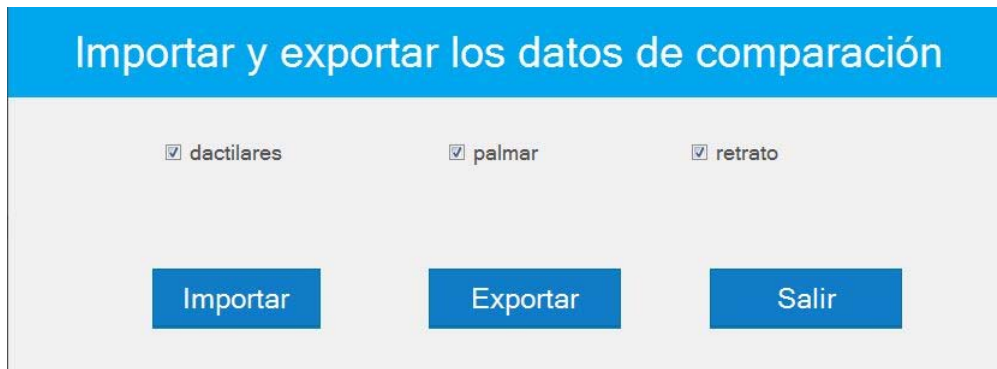 Importar y exportar los datos de comparación
dactilares palmar retrato
Importar Exportar Salir